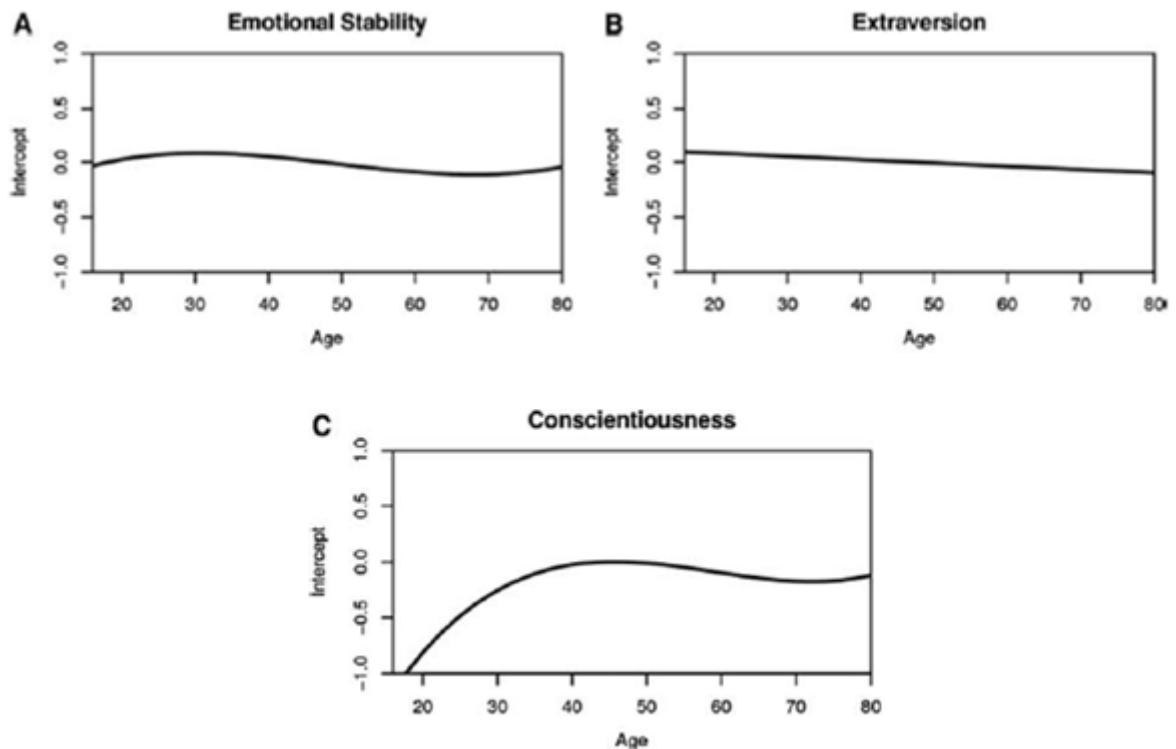 A
Emotional Stability
Intercept
1.0
0.5
0.0
−0.5
−1.0
20 30 40 50 60 70 80
Age
B
Extraversion
Intercept
1.0
0.5
0.0
−0.5
−1.0
20 30 40 50 60 70 80
Age
C
Conscientiousness
Intercept
1.0
0.5
0.0
−0.5
−1.0
20 30 40 50 60 70 80
Age